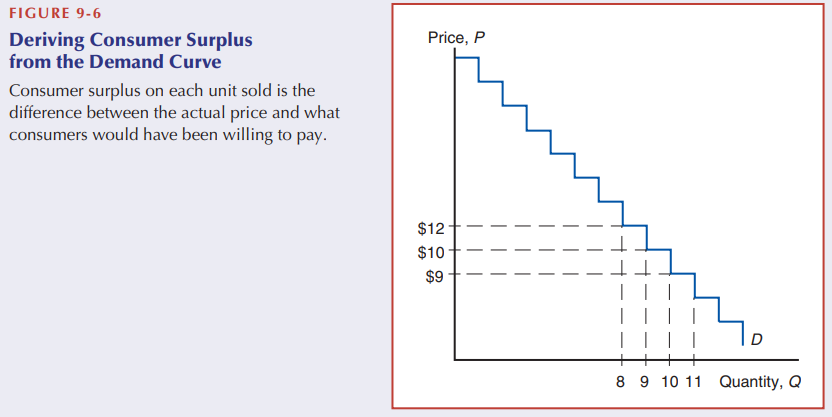 FIGURE 9-6
Deriving Consumer Surplus
from the Demand Curve
Consumer surplus on each unit sold is the
difference between the actual price and what
consumers would have been willing to pay.
Price, P
$12
$10
$9
D
8 9 10 11 Quantity, Q